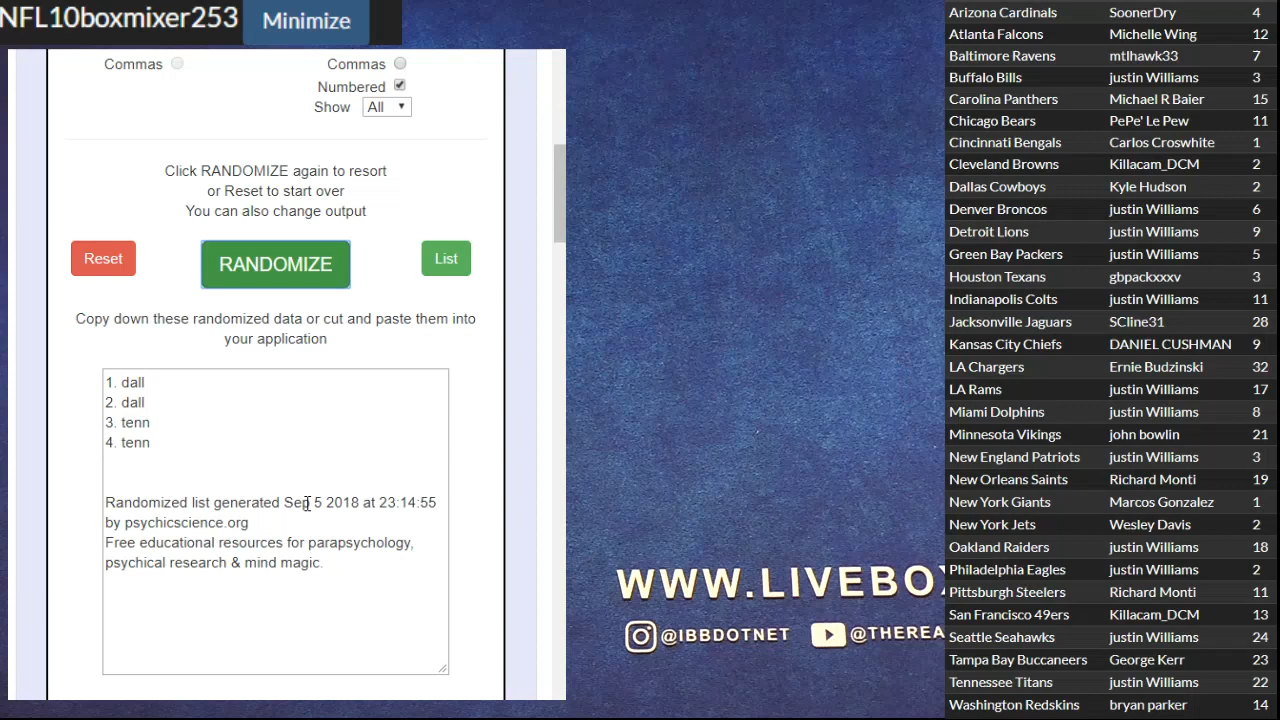 NFL10boxmixer253
Minimize
Commas
Commas
Numbered
Show All
Click RANDOMIZE again to resort
or Reset to start over
You can also change output
Reset
RANDOMIZE
List
Copy down these randomized data or cut and paste them into
your application
1. dall
2. dall
3. tenn
4. tenn
Randomized list generated Sep 5 2018 at 23:14:55
by psychicscience.org
Free educational resources for parapsychology,
psychical research & mind magic.
WWW.LIVEBO
@IBBDOTNET
@THEREA
Arizona Cardinals SoonerDry 4
Atlanta Falcons Michelle Wing 12
Baltimore Ravens mtlhawk33 7
Buffalo Bills justin Williams 3
Carolina Panthers Michael R Baier 15
Chicago Bears PePe' Le Pew 11
Cincinnati Bengals Carlos Croswhite 1
Cleveland Browns Killacam_DCM 2
Dallas Cowboys Kyle Hudson 2
Denver Broncos justin Williams 6
Detroit Lions justin Williams 9
Green Bay Packers justin Williams 5
Houston Texans gbpackxxxv 3
Indianapolis Colts justin Williams 11
Jacksonville Jaguars SCline31 28
Kansas City Chiefs DANIEL CUSHMAN 9
LA Chargers Ernie Budzinski 32
LA Rams justin Williams 17
Miami Dolphins justin Williams 8
Minnesota Vikings john bowlin 21
New England Patriots justin Williams 3
New Orleans Saints Richard Monti 19
New York Giants Marcos Gonzalez 1
New York Jets Wesley Davis 2
Oakland Raiders justin Williams 18
Philadelphia Eagles justin Williams 2
Pittsburgh Steelers Richard Monti 11
San Francisco 49ers Killacam_DCM 13
Seattle Seahawks justin Williams 24
Tampa Bay Buccaneers George Kerr 23
Tennessee Titans justin Williams 22
Washington Redskins bryan parker 14